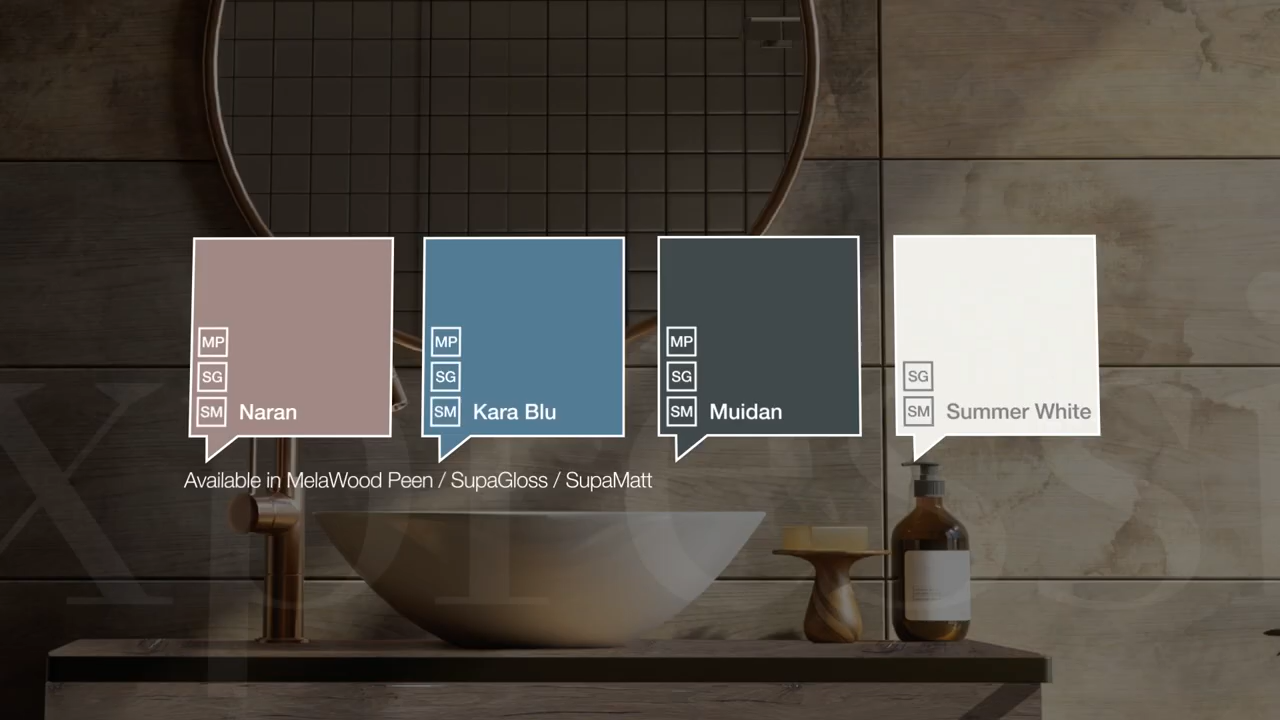 MP
SG
SM Naran
MP
SG
SM Kara Blu
MP
SG
SM Muidan
SG
SM Summer White
Available in MelaWood Peen / SupaGloss / SupaMatt